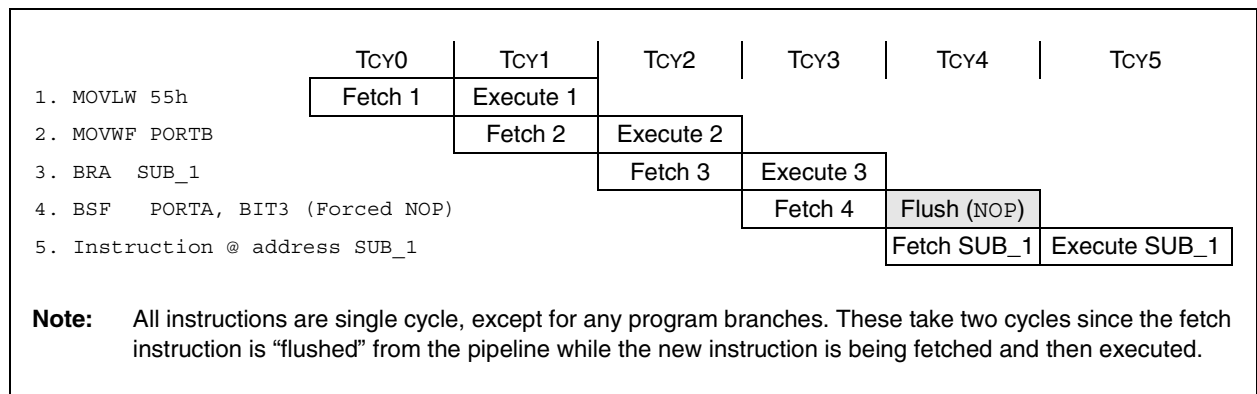 TCY0 TCY1 TCY2 TCY3 TCY4 TCY5
1. MOVLW 55h Fetch 1 Execute 1
2. MOVWF PORTB Fetch 2 Execute 2
3. BRA SUB_1 Fetch 3 Execute 3
4. BSF PORTA, BIT3 (Forced NOP) Fetch 4 Flush (NOP)
5. Instruction @ address SUB_1 Fetch SUB_1 Execute SUB_1
Note: All instructions are single cycle, except for any program branches. These take two cycles since the fetch
instruction is “flushed” from the pipeline while the new instruction is being fetched and then executed.